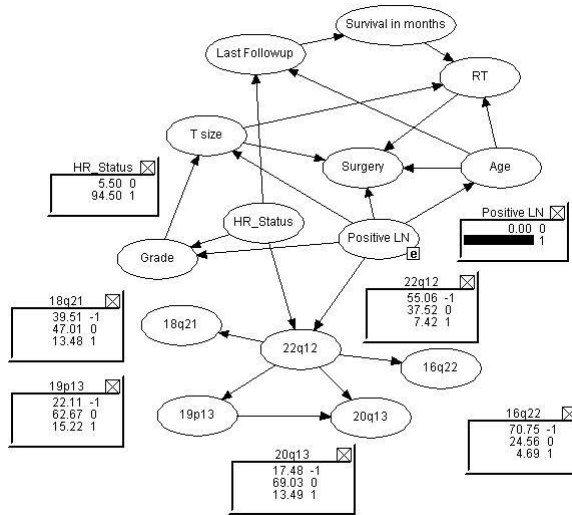 Survival in months
Last Followup
RT
T size
HR_Status
5.50 0
94.50 1
Surgery
Age
HR_Status
Positive LN
0.00 0
1
Positive LN
e
Grade
22q12
55.06 -1
37.52 0
7.42 1
18q21
39.51 -1
47.01 0
13.48 1
18q21
22q12
16q22
19p13
22.11 -1
62.67 0
15.22 1
19p13
20q13
16q22
70.75 -1
24.56 0
4.69 1
20q13
17.48 -1
69.03 0
13.49 1